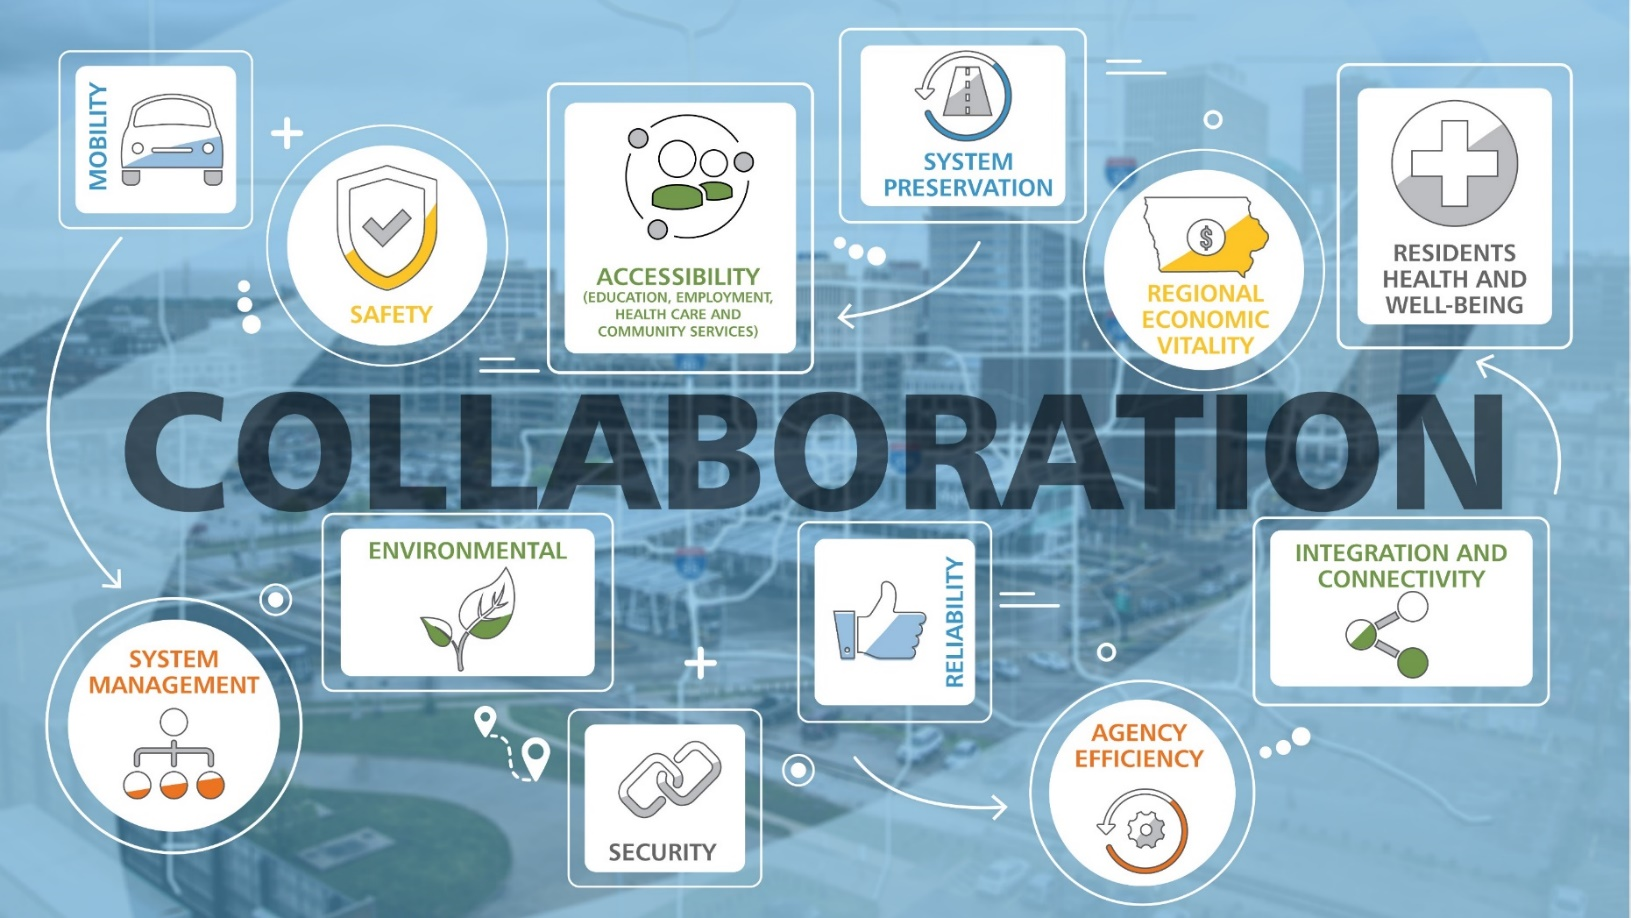 MOBILITY
SAFETY
ACCESSIBILITY
(EDUCATION, EMPLOYMENT,
HEALTH CARE AND
COMMUNITY SERVICES)
SYSTEM
PRESERVATION
$
REGIONAL
ECONOMIC
VITALITY
RESIDENTS
HEALTH AND
WELL-BEING
COLLABORATION
SYSTEM
MANAGEMENT
ENVIRONMENTAL
SECURITY
RELIABILITY
AGENCY
EFFICIENCY
INTEGRATION AND
CONNECTIVITY